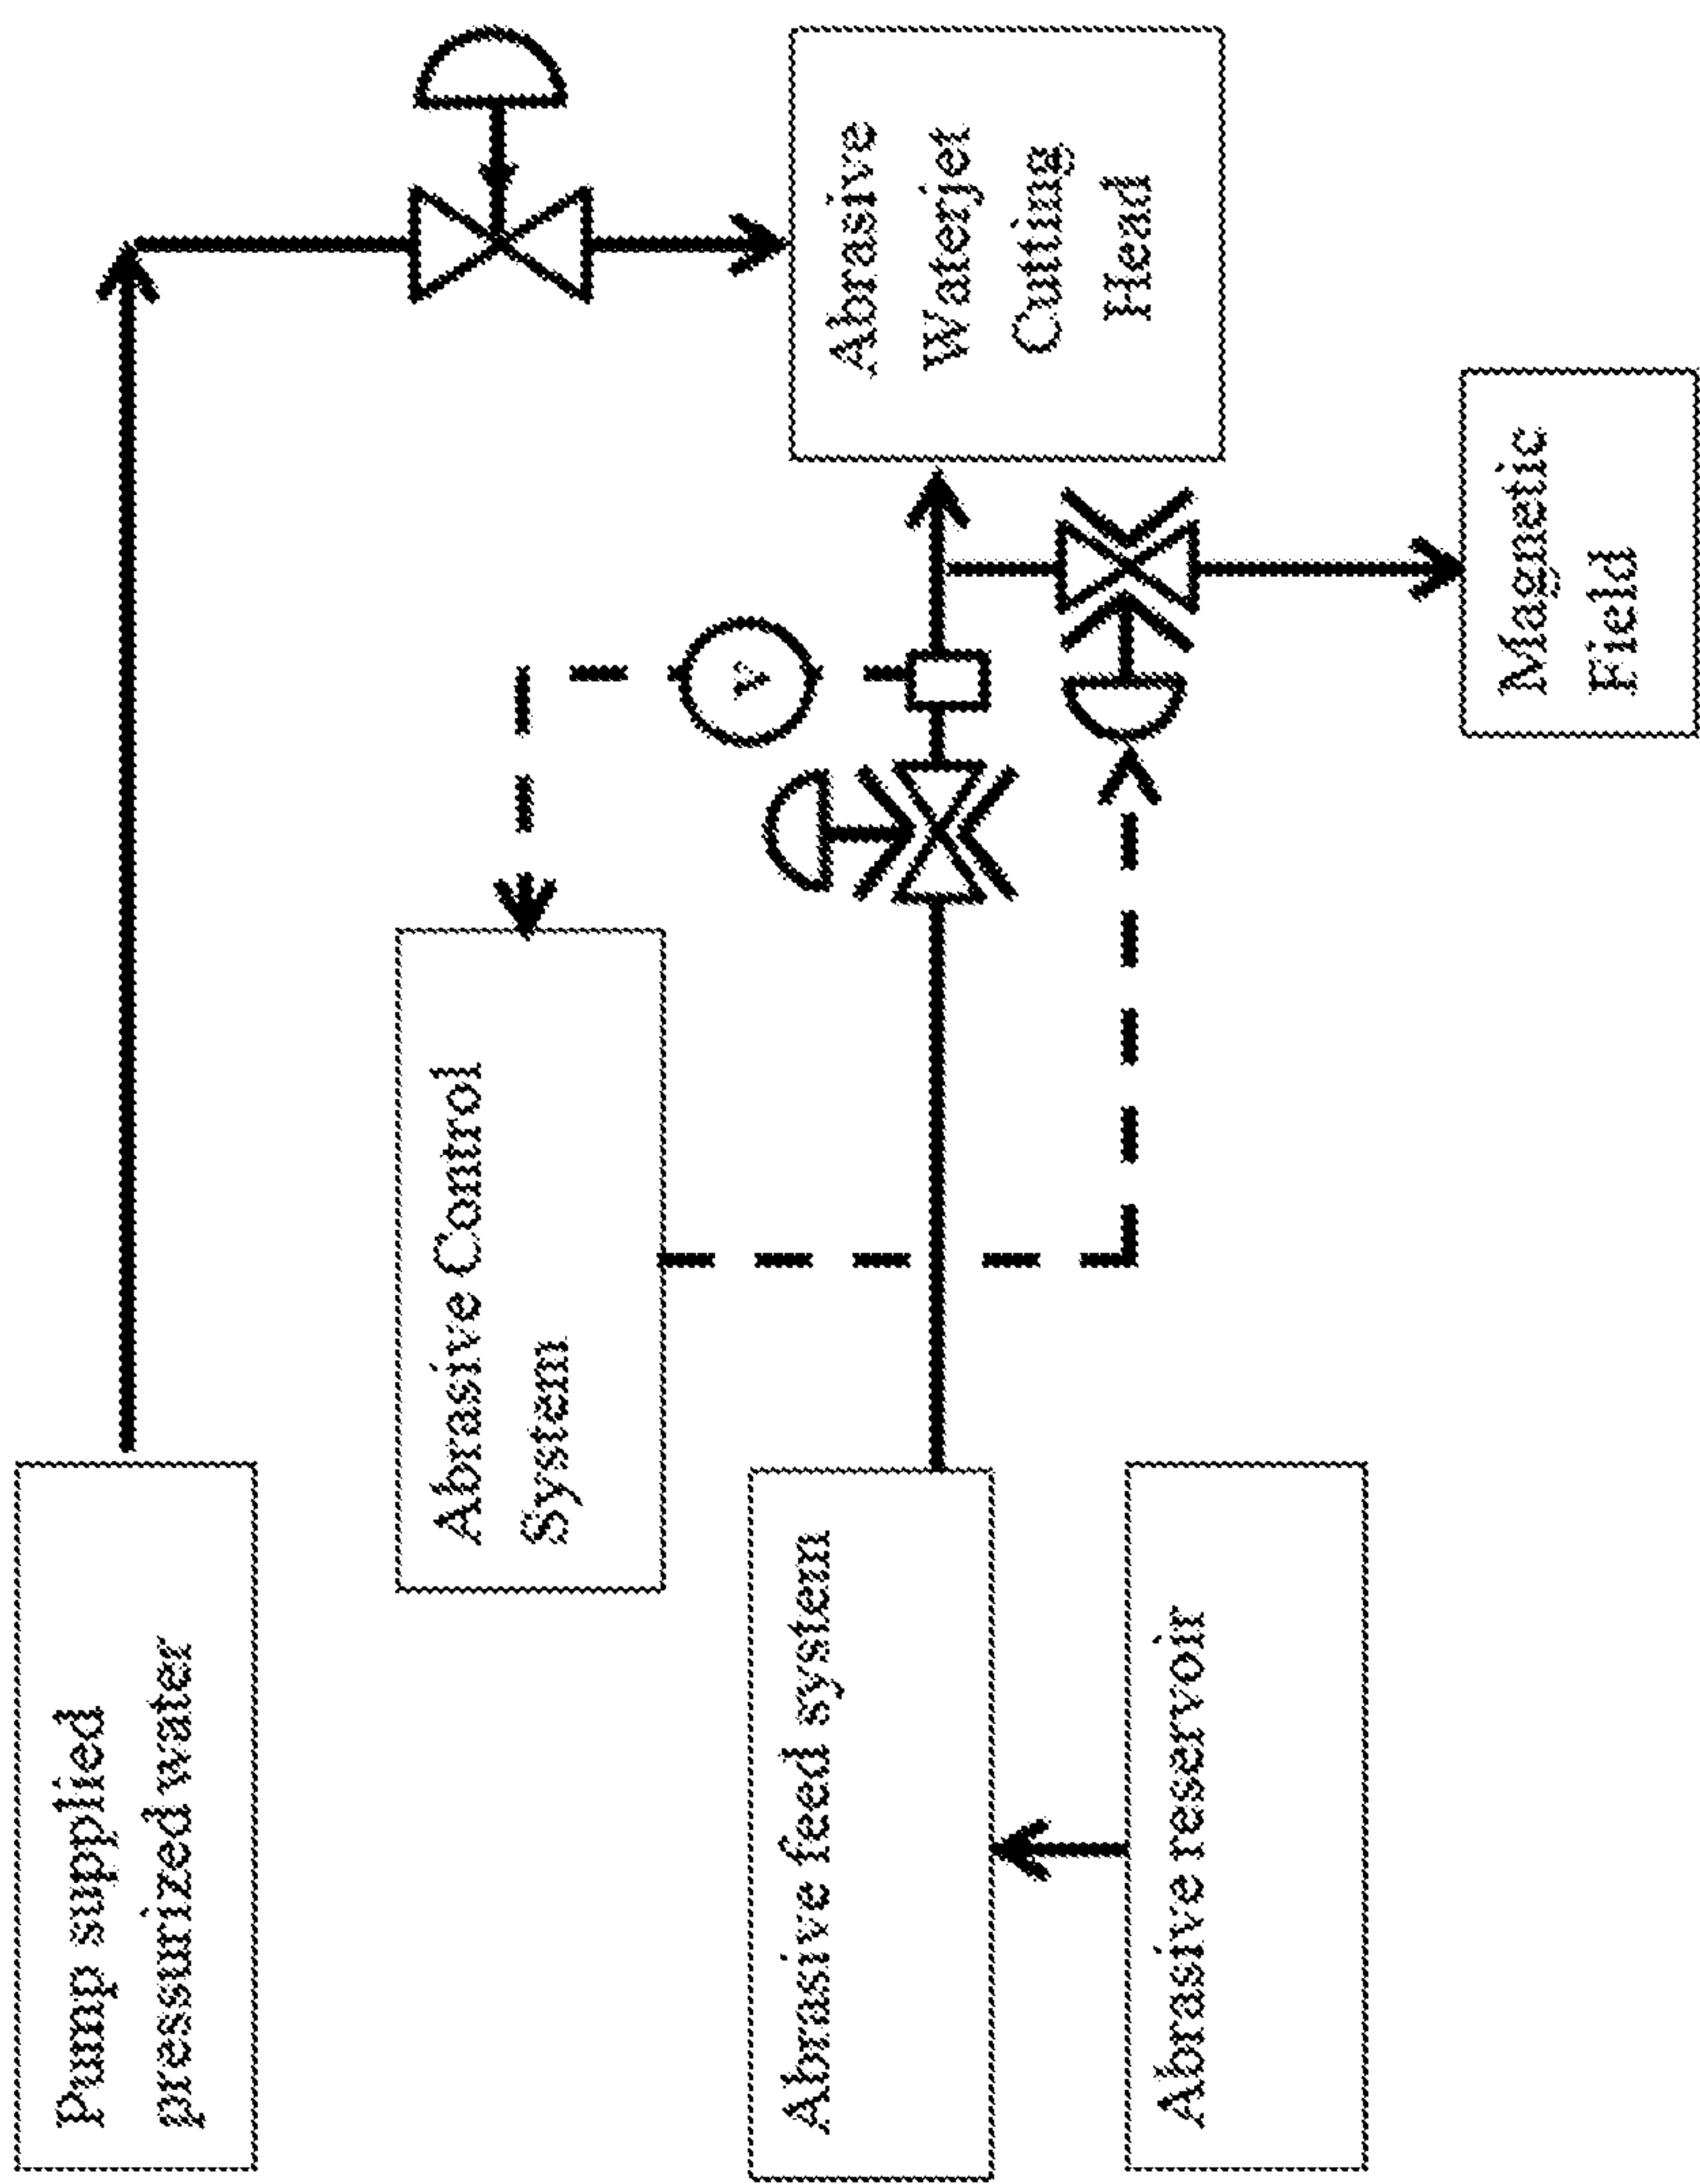 Pump supplied
pressurized water
Abrasive Control
System
Abrasive feed system
Abrasive reservoir
V
Abrasive
Waterjet
Cutting
Head
Magnetic
Field